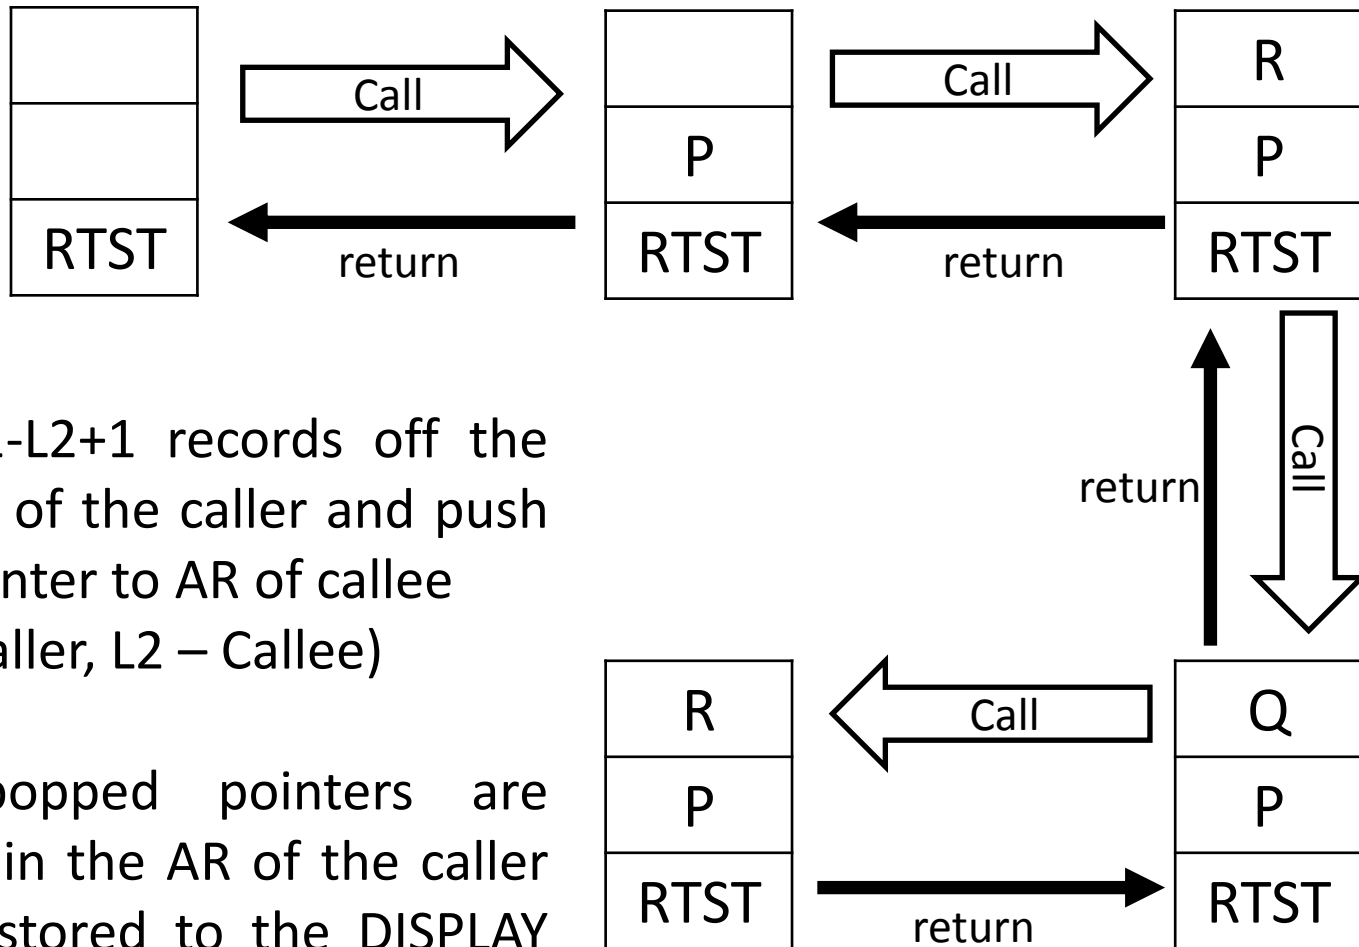 Call
return
RTST
P
RTST
Call
return
R
P
RTST
-L2+1 records off the
of the caller and push
nter to AR of callee
aller, L2 – Callee)
opped pointers are
in the AR of the caller
stored to the DISPLAY
return
Call
R
P
RTST
Call
return
Q
P
RTST